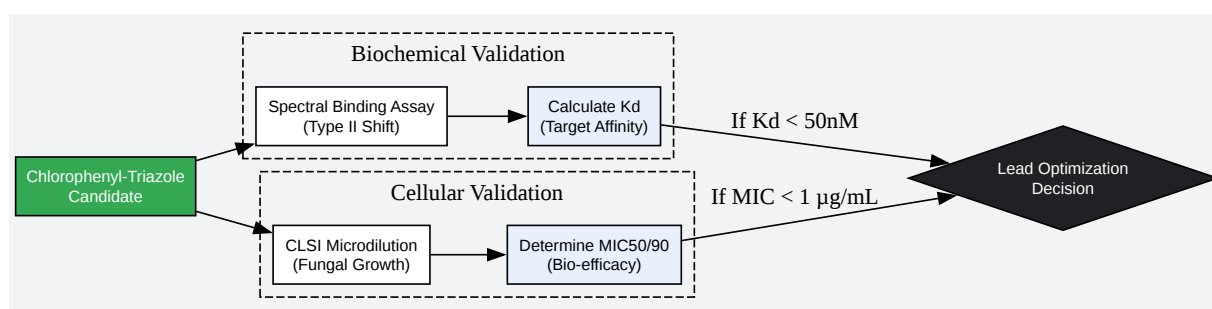 Biochemical Validation
Spectral Binding Assay
(Type II Shift)
Calculate Kd
(Target Affinity)
If Kd < 50nM
Chlorophenyl-Triazole
Candidate
Lead Optimization
Decision
Cellular Validation
If MIC < 1 µg/mL
CLSI Microdilution
(Fungal Growth)
Determine MIC50/90
(Bio-efficacy)